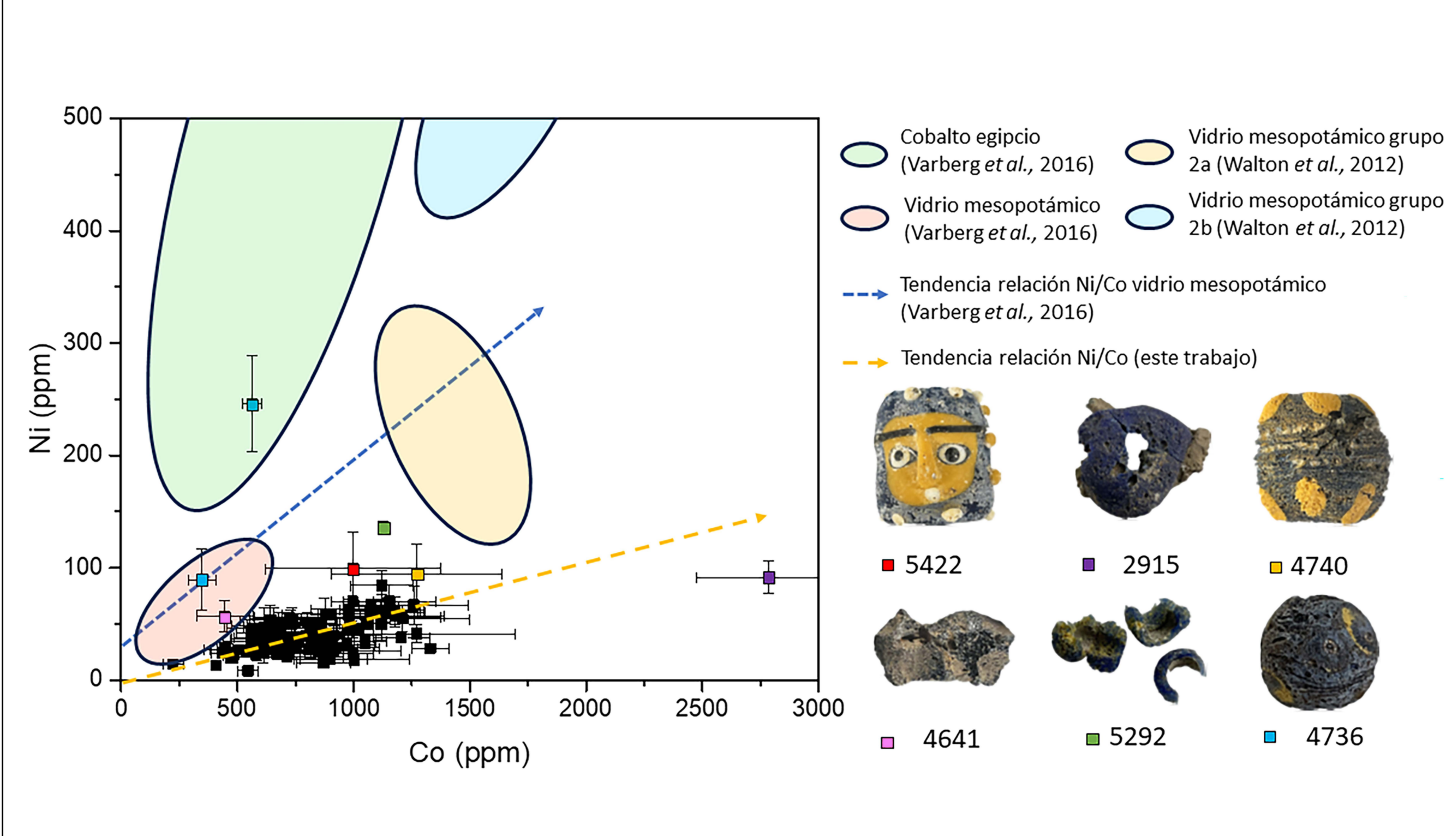 500
400
300
200
100
0
Ni (ppm)
0
500
1000
1500
2000
2500
3000
Co (ppm)
Cobalto egipcio
(Varberg et al., 2016)
Vidrio mesopotámico grupo
2a (Walton et al., 2012)
Vidrio mesopotámico
(Varberg et al., 2016)
Vidrio mesopotámico grupo
2b (Walton et al., 2012)
Tendencia relación Ni/Co vidrio mesopotámico
(Varberg et al., 2016)
Tendencia relación Ni/Co (este trabajo)
5422
2915
4740
4641
5292
4736